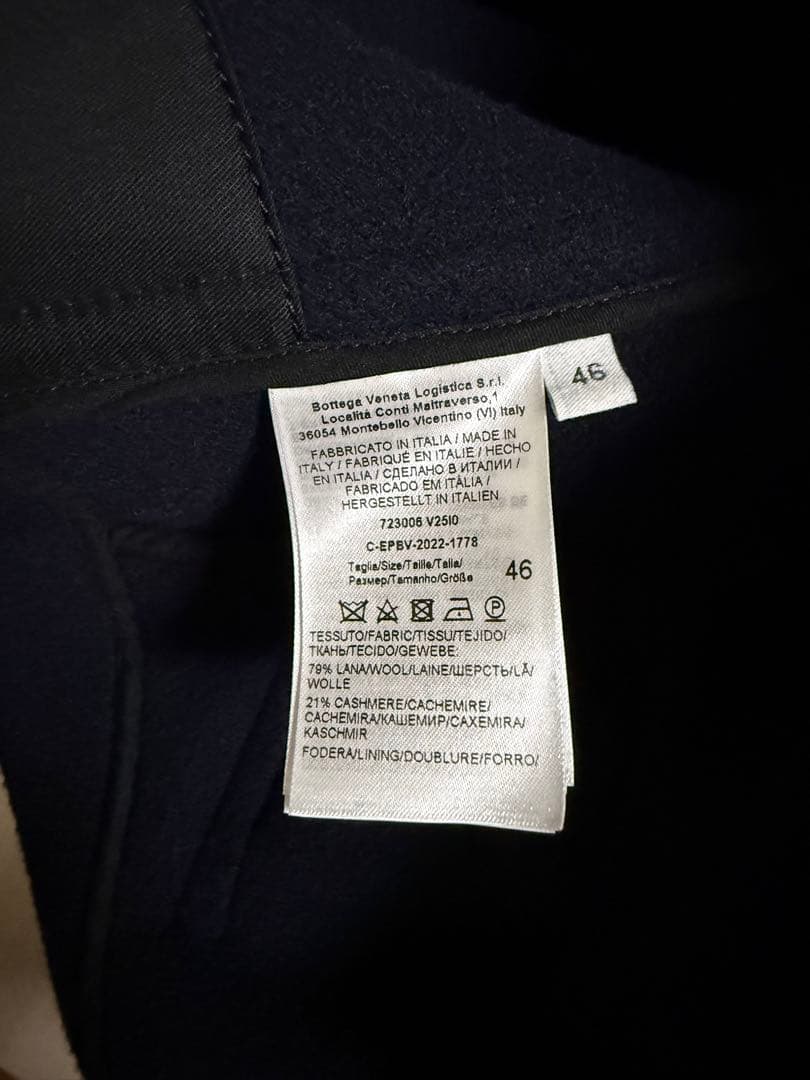 46
Bottega Veneta Logistica S.r.l.
Località Conti Maltraverso,1
36054 Montebello Vicentino (VI) Italy
FABBRICATO IN ITALIA / MADE IN
ITALY / FABRIQUÉ EN ITALIE / HECHO
EN ITALIA / СДЕЛАНО В ИТАЛИИ /
FABRICADO EM ITÁLIA /
HERGESTELLT IN ITALIEN
723006 V25I0
C-EPBV-2022-1778
Taglia/Size/Taille/Talla/
Размер/Tamanho/Größe 46
P
TESSUTO/FABRIC/TISSU/TEJIDO/
ТКАНЬ/TECIDO/GEWEBE:
79% LANA/WOOL/LAINE/ШЕРСТЬ/LÃ/
WOLLE
21% CASHMERE/CACHEMIRE/
CACHEMIRA/КАШЕМИР/CAXEMIRA/
KASCHMIR
FODERA/LINING/DOUBLURE/FORRO/